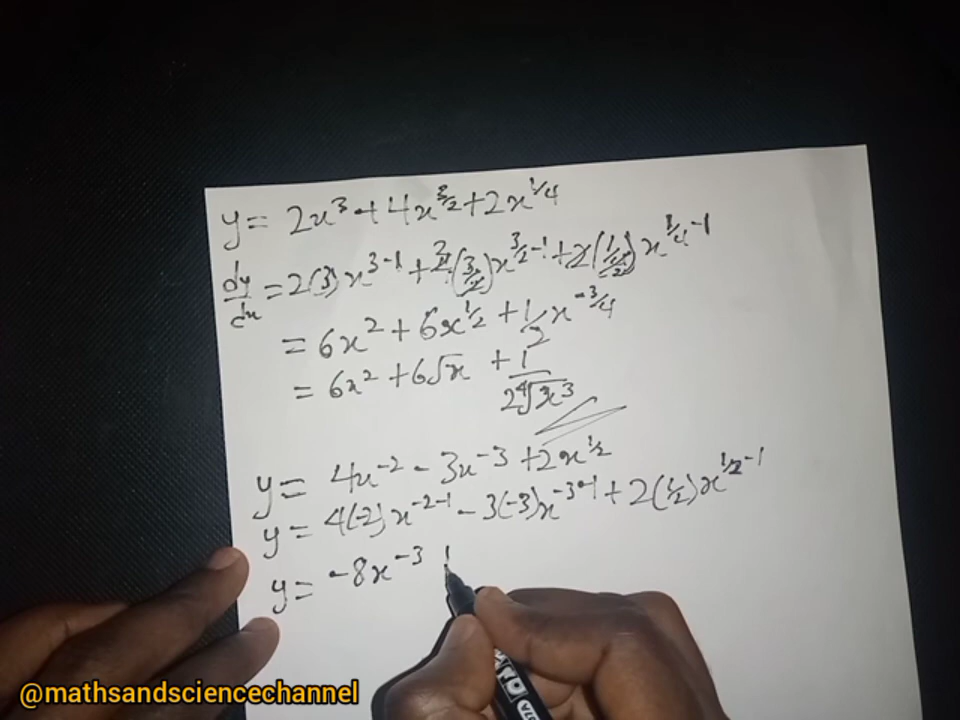 y = 2x³ + 4x^3/2 + 2x^1/4
dy/dx = 2(3)x^3-1 + 4(3/2)x^3/2-1 + 2(1/4)x^1/4-1
= 6x² + 6x^1/2 + 1/2 x^-3/4
= 6x² + 6√x + 1/2∜x³
y = 4x^-2 - 3x^-3 + 2x^1/2
y = 4(-2)x^-2-1 - 3(-3)x^-3-1 + 2(1/2)x^1/2-1
y = -8x^-3
@mathsandsciencechannel